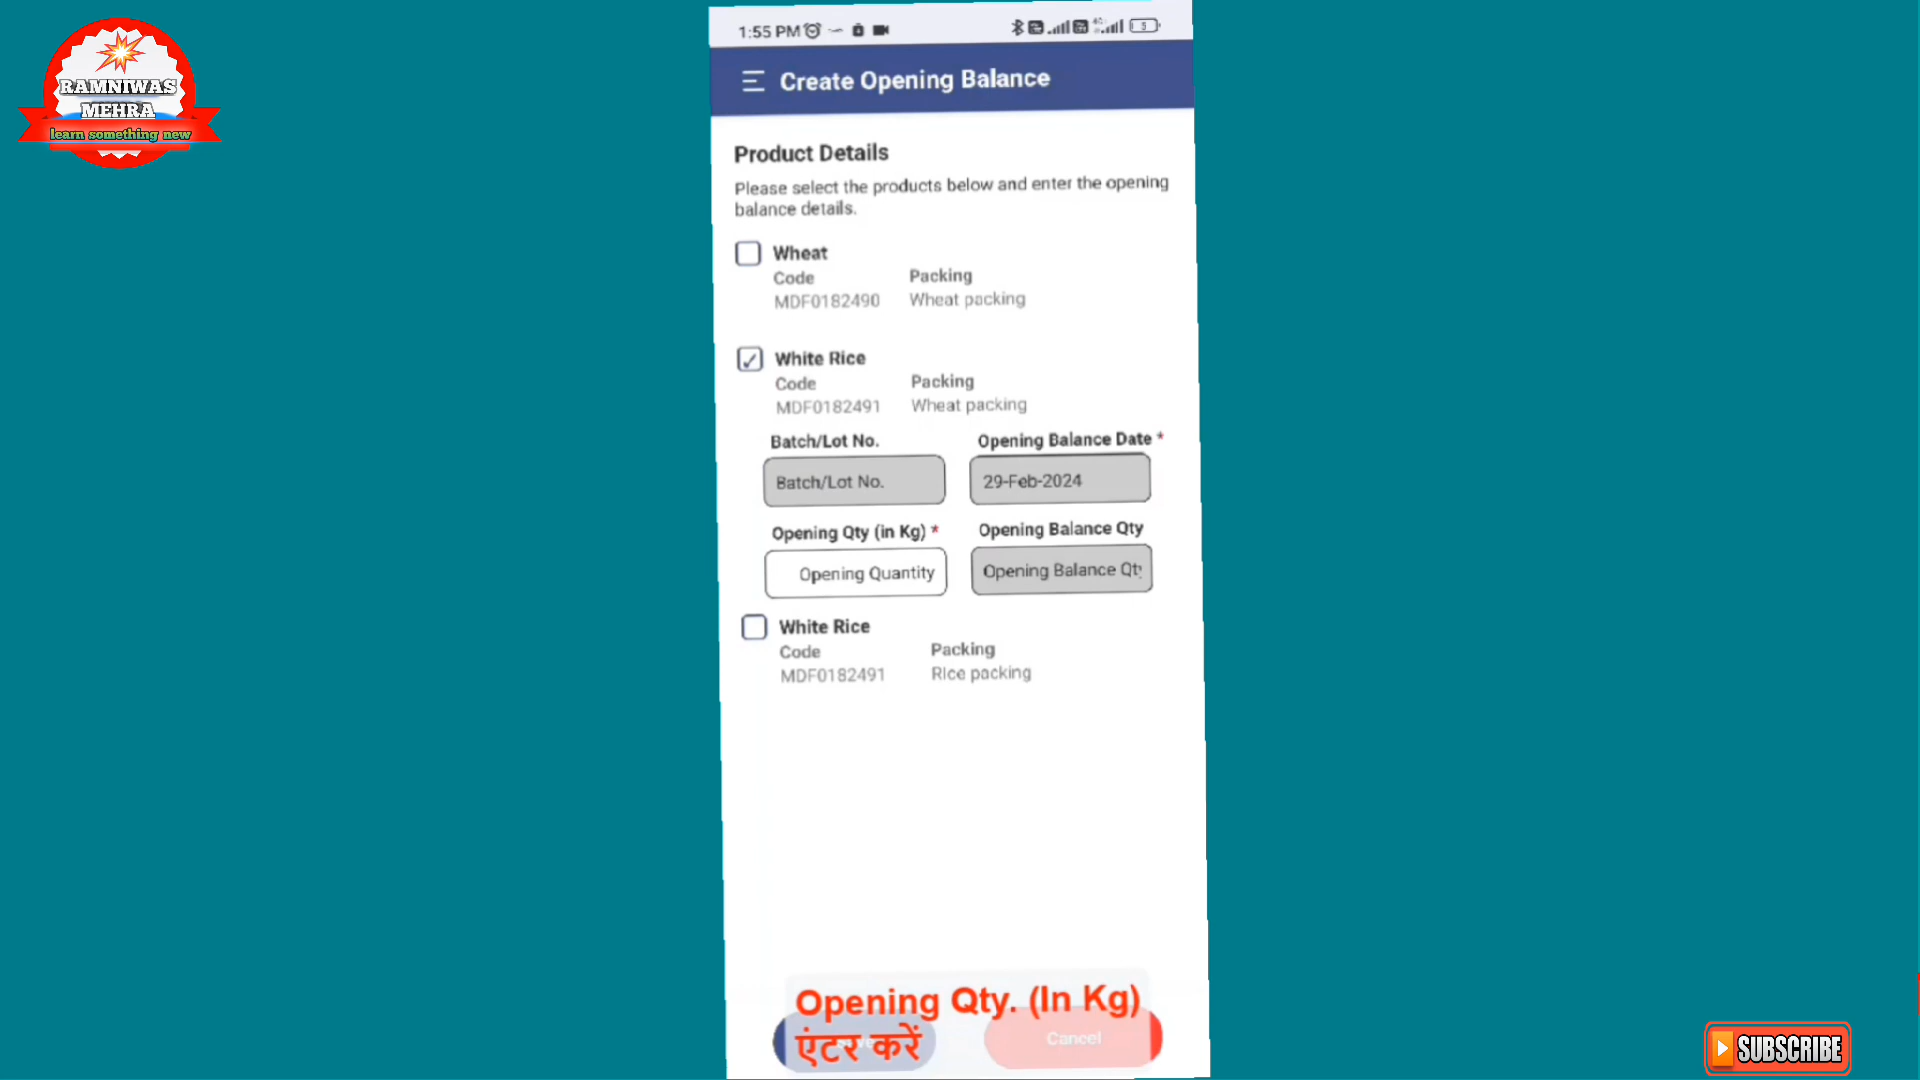 RAMNIWAS
MEHRA
learn something new
1:55 PM
5
Create Opening Balance
Product Details
Please select the products below and enter the opening
balance details.
Wheat
Code Packing
MDF0182490 Wheat packing
White Rice
Code Packing
MDF0182491 Wheat packing
Batch/Lot No. Opening Balance Date *
Batch/Lot No. 29-Feb-2024
Opening Qty (in Kg) * Opening Balance Qty
Opening Quantity Opening Balance Qty
White Rice
Code Packing
MDF0182491 RIce packing
Opening Qty. (In Kg)
एंटर करें
Cancel
SUBSCRIBE